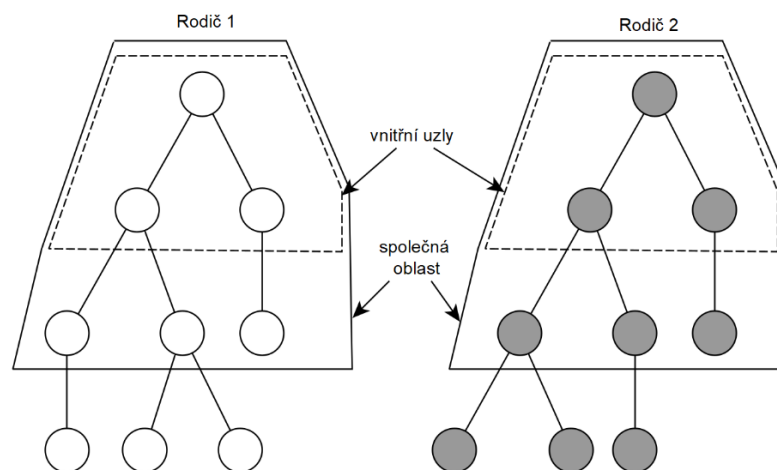 Rodič 1
Rodič 2
vnitřní uzly
společná
oblast